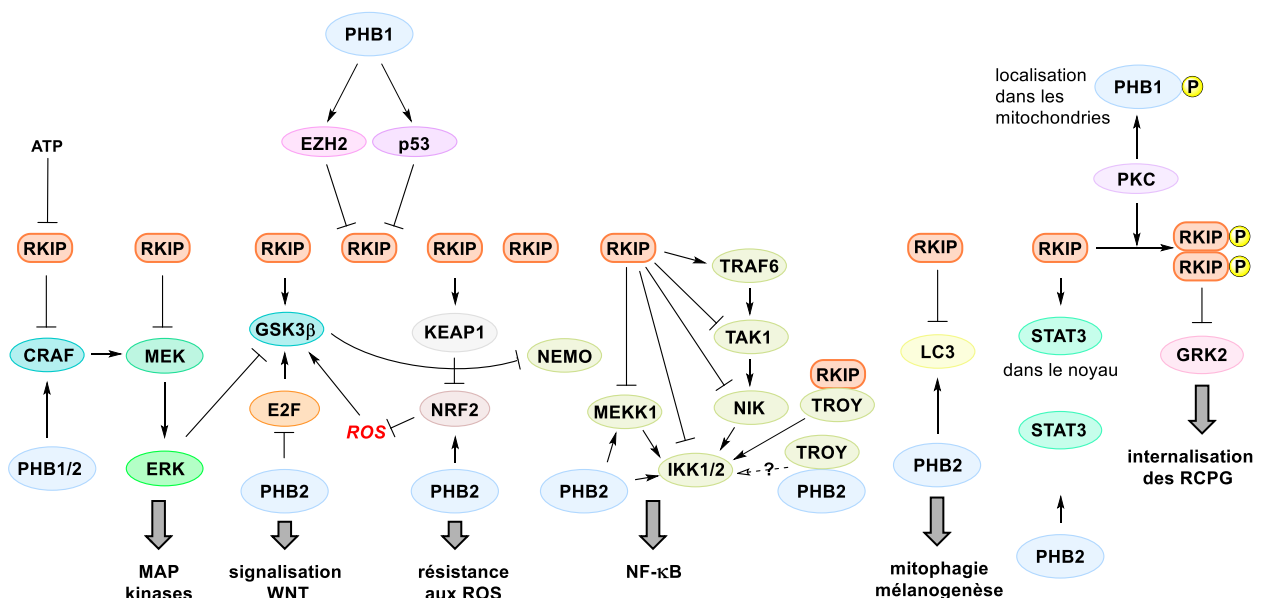 PHB1
EZH2
p53
ATP
RKIP
RKIP
RKIP
RKIP
RKIP
RKIP
RKIP
RKIP
RKIP
localisation
dans les
mitochondries
PHB1
P
PKC
RKIP
P
RKIP
P
CRAF
MEK
GSK3β
KEAP1
NEMO
TRAF6
TAK1
LC3
STAT3
dans le noyau
GRK2
PHB1/2
ERK
E2F
ROS
NRF2
MEKK1
NIK
RKIP
TROY
TROY
IKK1/2
?
PHB2
PHB2
PHB2
PHB2
PHB2
STAT3
PHB2
internalisation
des RCPG
MAP
kinases
signalisation
WNT
résistance
aux ROS
NF-κB
mitophagie
mélanogenèse